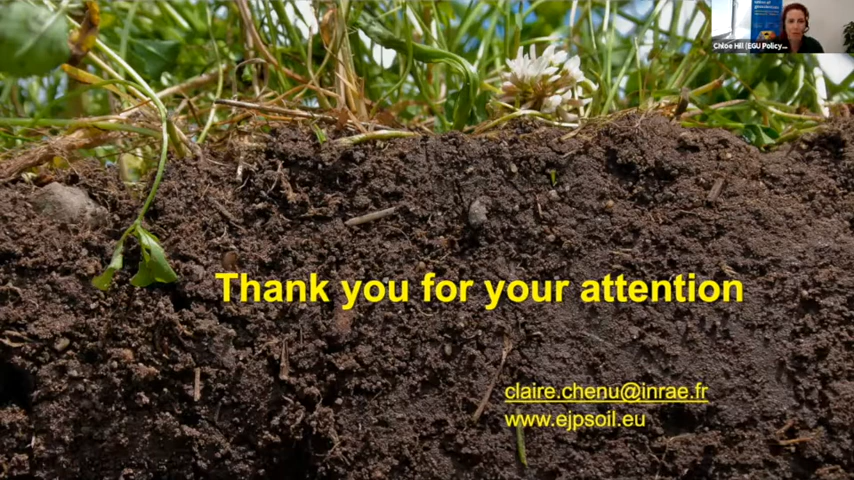 Chloe Hill (EGU Policy...
Thank you for your attention
claire.chenu@inrae.fr
www.ejpsoil.eu